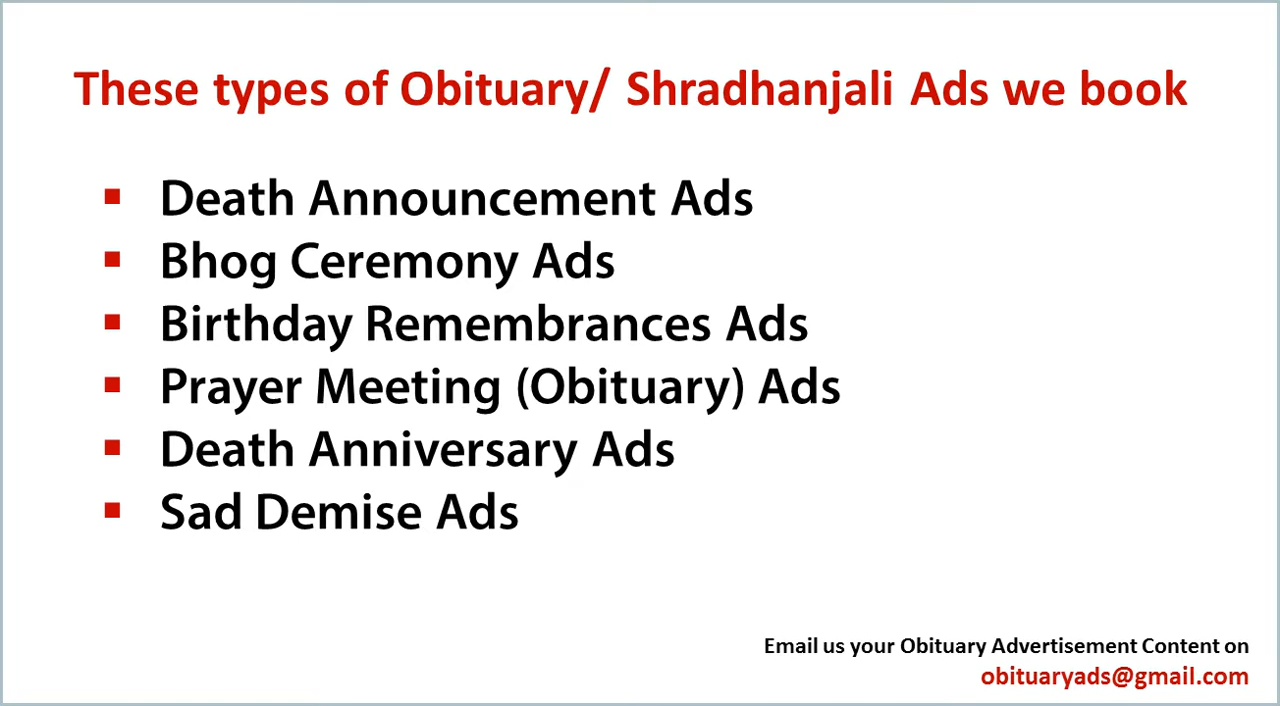 These types of Obituary/ Shradhanjali Ads we book
▪ Death Announcement Ads
▪ Bhog Ceremony Ads
▪ Birthday Remembrances Ads
▪ Prayer Meeting (Obituary) Ads
▪ Death Anniversary Ads
▪ Sad Demise Ads
Email us your Obituary Advertisement Content on
obituaryads@gmail.com